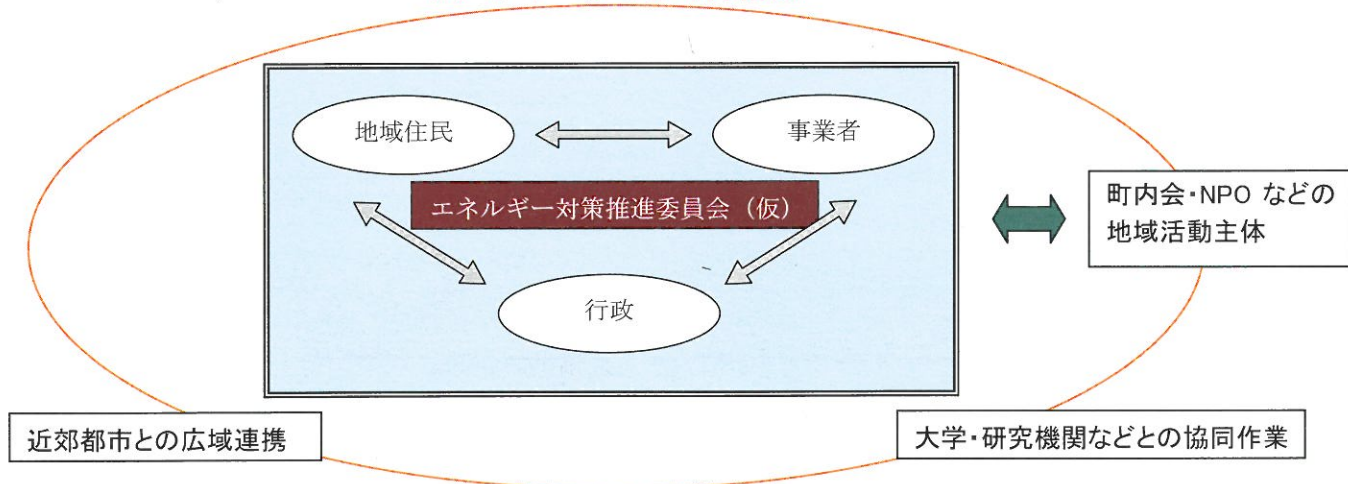 地域住民
事業者
エネルギー対策推進委員会（仮）
町内会・NPO などの
地域活動主体
行政
近郊都市との広域連携
大学・研究機関などとの協同作業